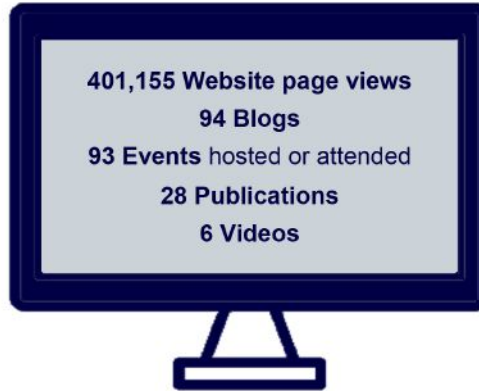 401,155 Website page views
94 Blogs
93 Events hosted or attended
28 Publications
6 Videos